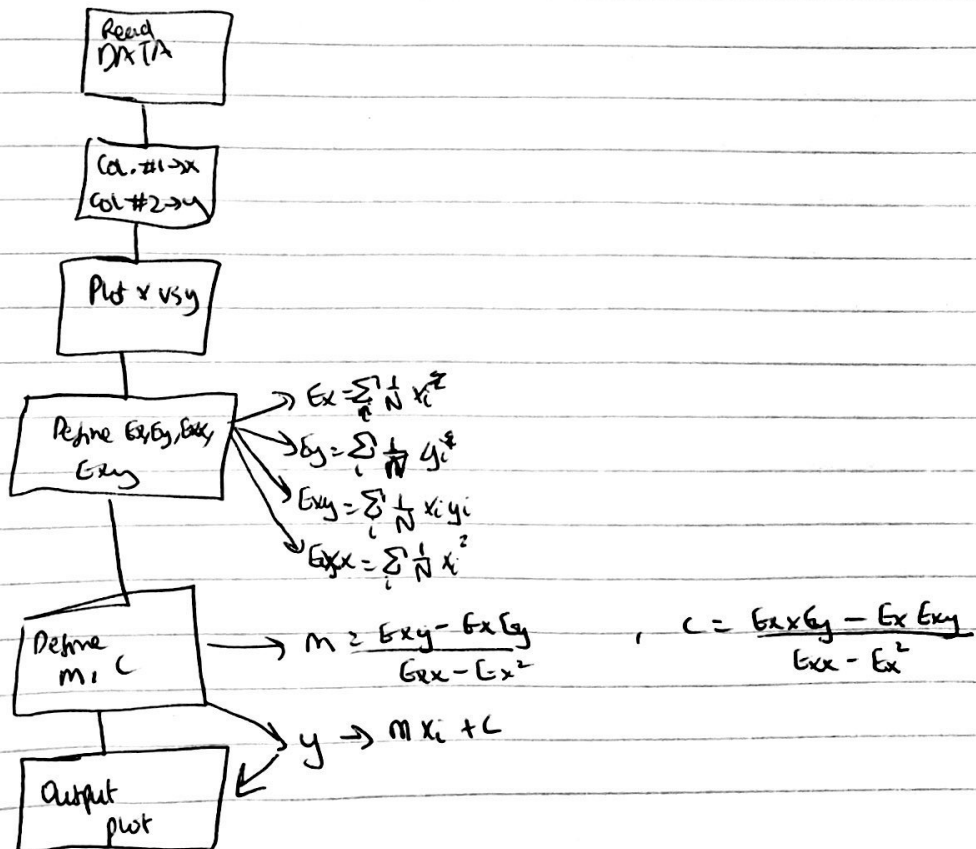 Read
DATA
Col. #1→x
Col #2→y
Plot x vs y
Define Ex, Ey, Exx,
Exy
Ex = ∑i 1/N xi
Ey = ∑i 1/N yi
Exy = ∑i 1/N xi yi
Exx = ∑i 1/N xi²
Define
m, C
m = (Exy - Ex Ey)/(Exx - Ex²) , c = (Exx Ey - Ex Exy)/(Exx - Ex²)
y → m xi + c
Output
plot